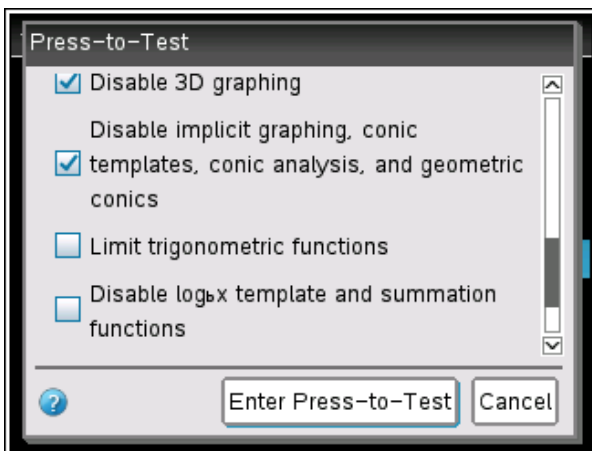 Press-to-Test
Disable 3D graphing
Disable implicit graphing, conic
templates, conic analysis, and geometric
conics
Limit trigonometric functions
Disable logьx template and summation
functions
?
Enter Press-to-Test
Cancel